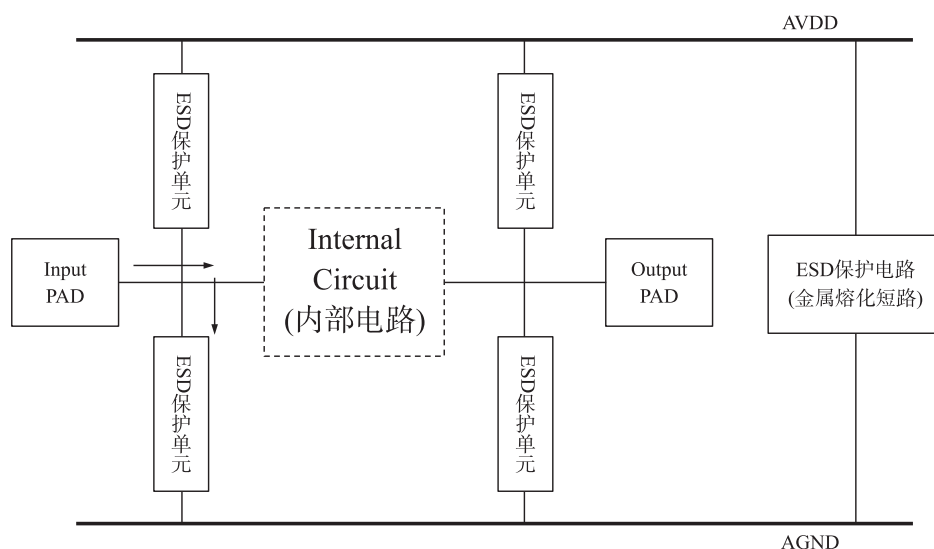 AVDD
ESD保护单元
ESD保护单元
Input
PAD
Internal
Circuit
(内部电路)
Output
PAD
ESD保护电路
(金属熔化短路)
ESD保护单元
ESD保护单元
AGND